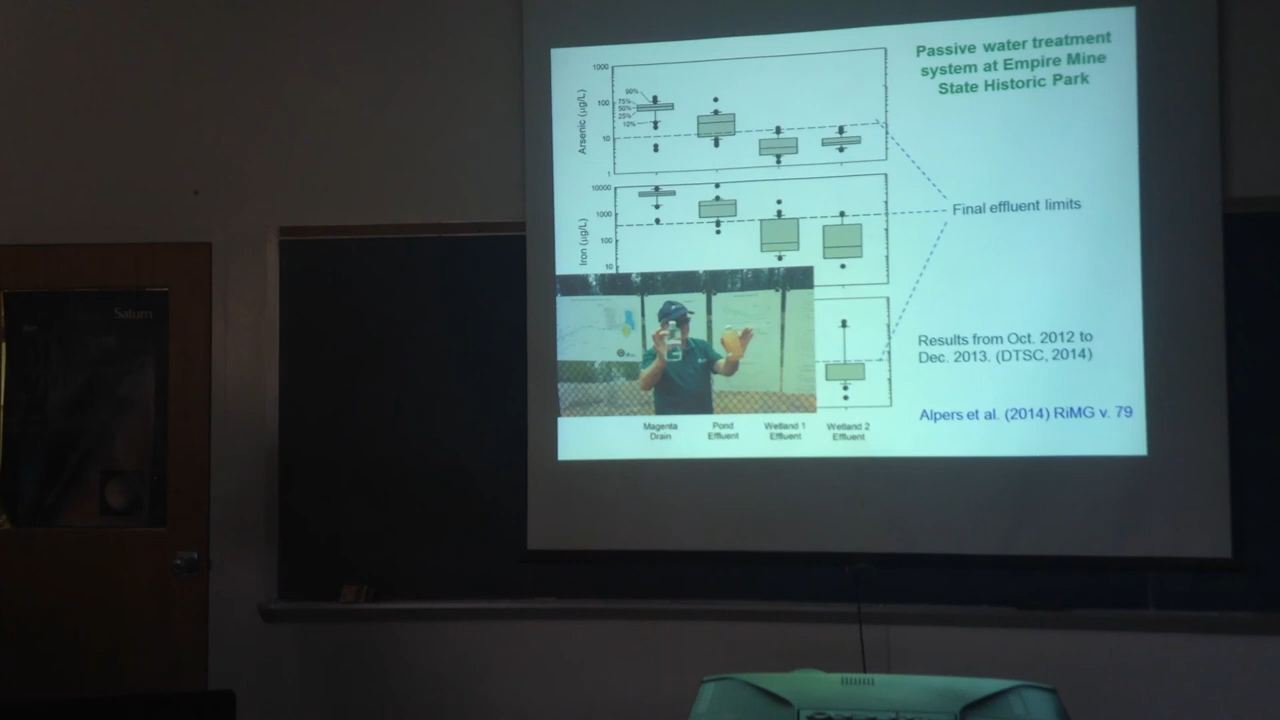 Passive water treatment
system at Empire Mine
State Historic Park
1000
100
10
1
Arsenic (µg/L)
90%
75%
50%
25%
10%
10000
1000
100
10
Iron (µg/L)
Final effluent limits
Results from Oct. 2012 to
Dec. 2013. (DTSC, 2014)
Alpers et al. (2014) RiMG v. 79
Magenta
Drain
Pond
Effluent
Wetland 1
Effluent
Wetland 2
Effluent
Saturn